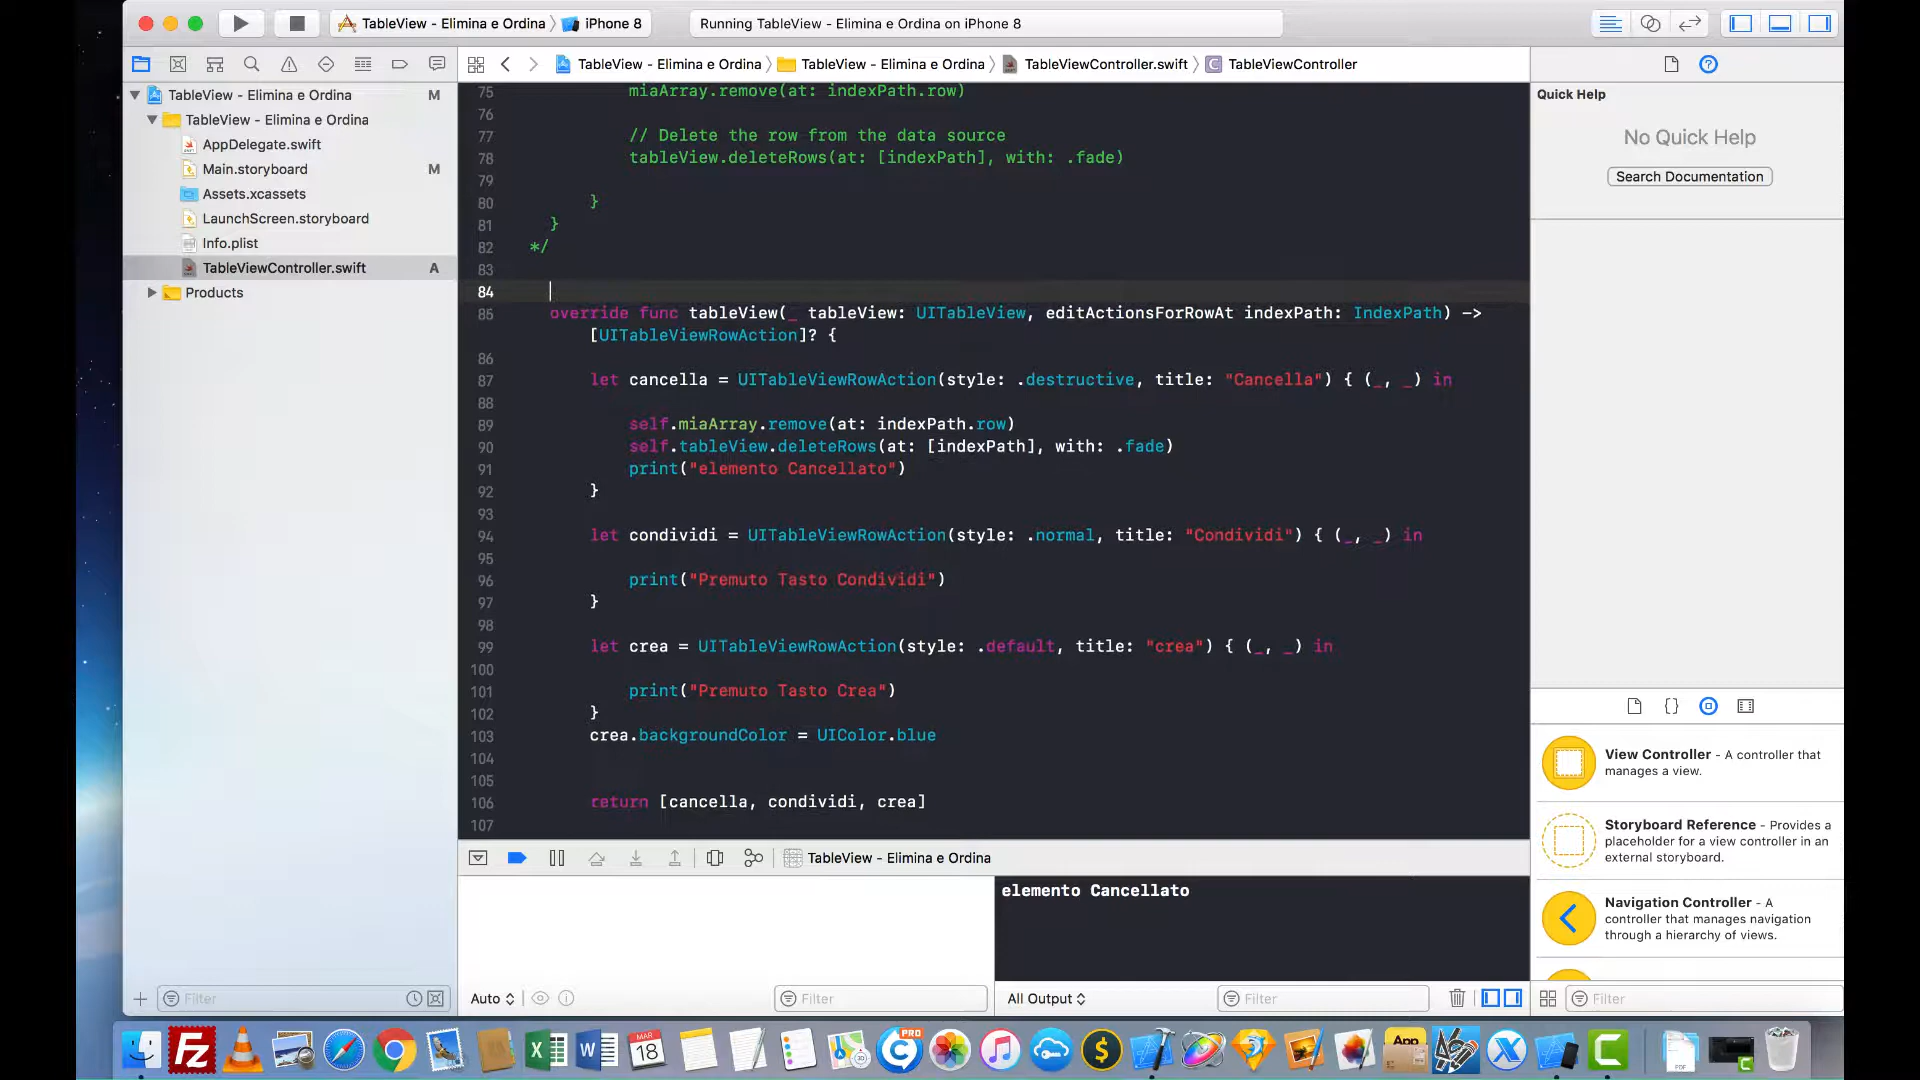 TableView - Elimina e Ordina
iPhone 8
Running TableView - Elimina e Ordina on iPhone 8
TableView - Elimina e Ordina
TableView - Elimina e Ordina
TableViewController.swift
TableViewController
TableView - Elimina e Ordina M
TableView - Elimina e Ordina
AppDelegate.swift
Main.storyboard M
Assets.xcassets
LaunchScreen.storyboard
Info.plist
TableViewController.swift A
Products
Filter
75 miaArray.remove(at: indexPath.row)
76
77 // Delete the row from the data source
78 tableView.deleteRows(at: [indexPath], with: .fade)
79
80 }
81 }
82 */
83
84
85 override func tableView(_ tableView: UITableView, editActionsForRowAt indexPath: IndexPath) ->
[UITableViewRowAction]? {
86
87 let cancella = UITableViewRowAction(style: .destructive, title: "Cancella") { (_, _) in
88
89 self.miaArray.remove(at: indexPath.row)
90 self.tableView.deleteRows(at: [indexPath], with: .fade)
91 print("elemento Cancellato")
92 }
93
94 let condividi = UITableViewRowAction(style: .normal, title: "Condividi") { (_, _) in
95
96 print("Premuto Tasto Condividi")
97 }
98
99 let crea = UITableViewRowAction(style: .default, title: "crea") { (_, _) in
100
101 print("Premuto Tasto Crea")
102 }
103 crea.backgroundColor = UIColor.blue
104
105
106 return [cancella, condividi, crea]
107
TableView - Elimina e Ordina
elemento Cancellato
Auto
Filter
All Output
Filter
Quick Help
No Quick Help
Search Documentation
View Controller - A controller that
manages a view.
Storyboard Reference - Provides a
placeholder for a view controller in an
external storyboard.
Navigation Controller - A
controller that manages navigation
through a hierarchy of views.
Filter
Fz
X
W
MAR
18
PRO
App
PDF